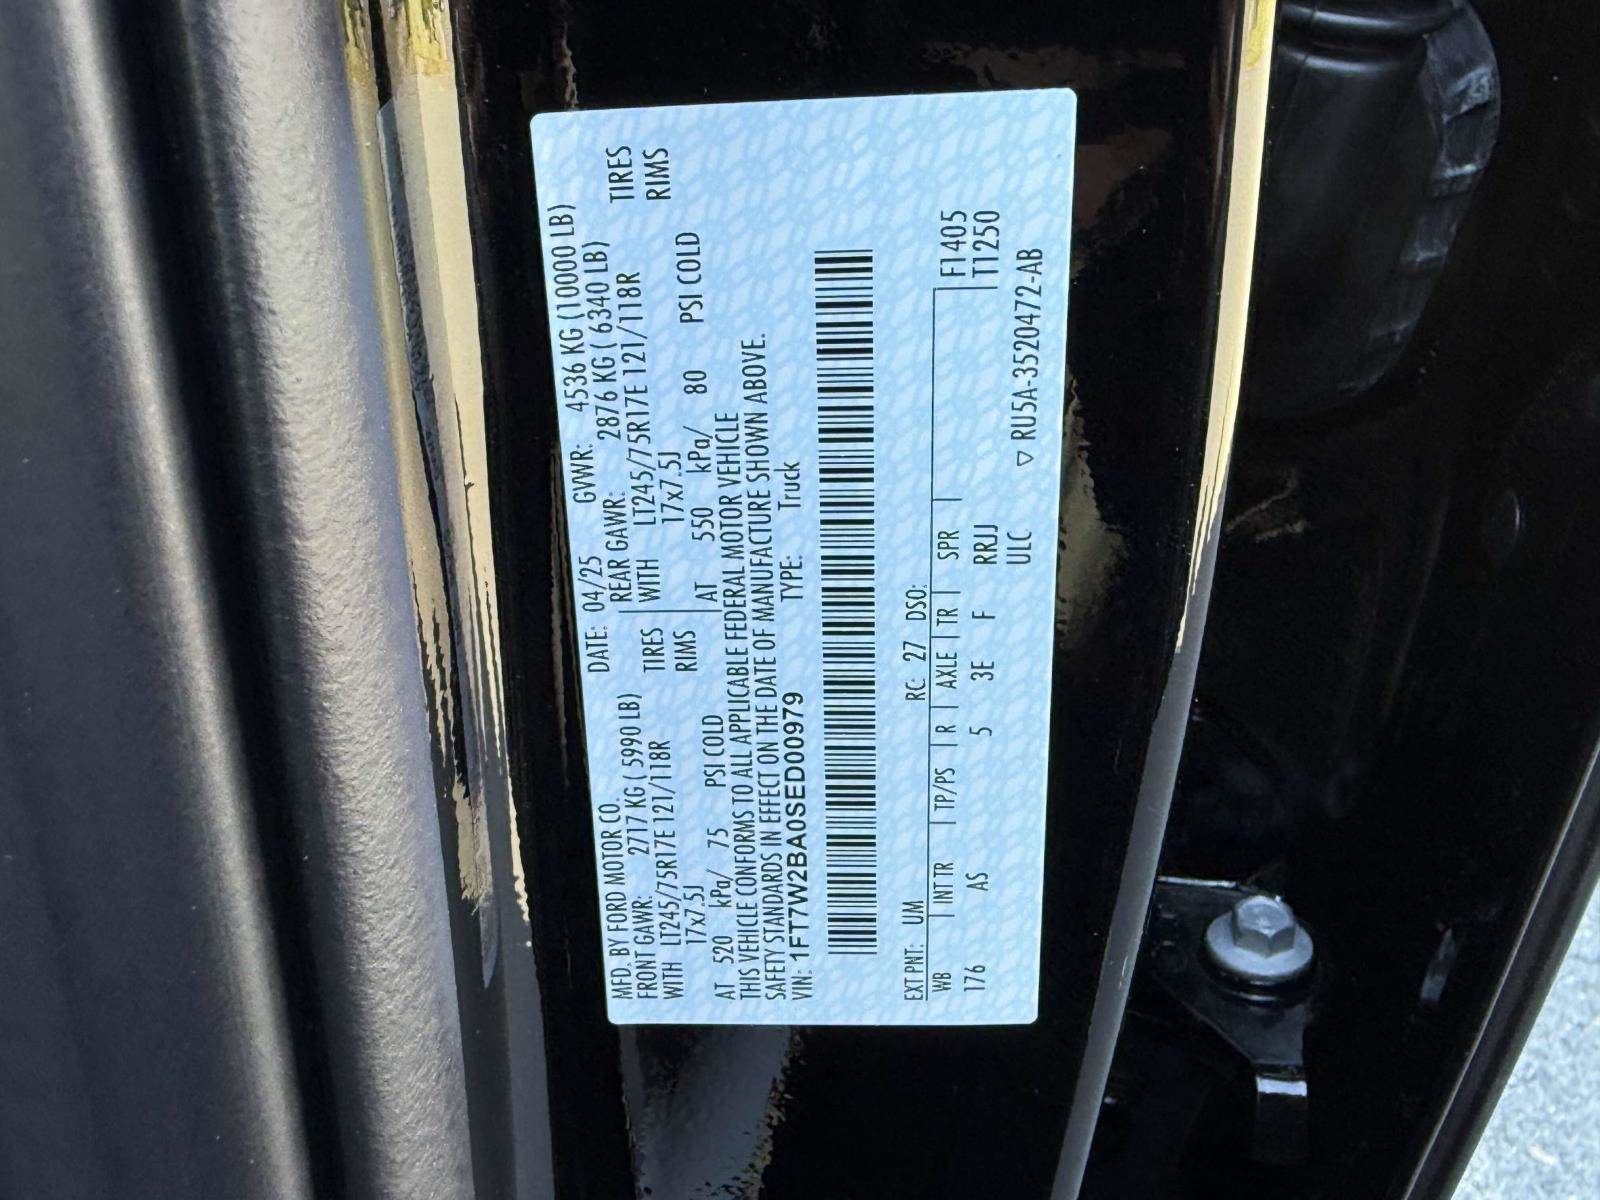 MFD. BY FORD MOTOR CO. DATE: 04/25 GVWR: 4536 KG (10000 LB)
FRONT GAWR: 2717 KG ( 5990 LB) REAR GAWR: 2876 KG ( 6340 LB)
WITH LT245/75R17E 121/118R TIRES WITH LT245/75R17E 121/118R TIRES
17x7.5J RIMS 17x7.5J RIMS
AT 520 kPa/ 75 PSI COLD AT 550 kPa/ 80 PSI COLD
THIS VEHICLE CONFORMS TO ALL APPLICABLE FEDERAL MOTOR VEHICLE
SAFETY STANDARDS IN EFFECT ON THE DATE OF MANUFACTURE SHOWN ABOVE.
VIN: 1FT7W2BA0SED00979 TYPE: Truck
EXT PNT: UM RC: 27 DSO:
WB INT TR TP/PS R AXLE TR SPR F1405
176 AS 5 3E F RRJJ T1250
ULC ▽ RU5A-3520472-AB